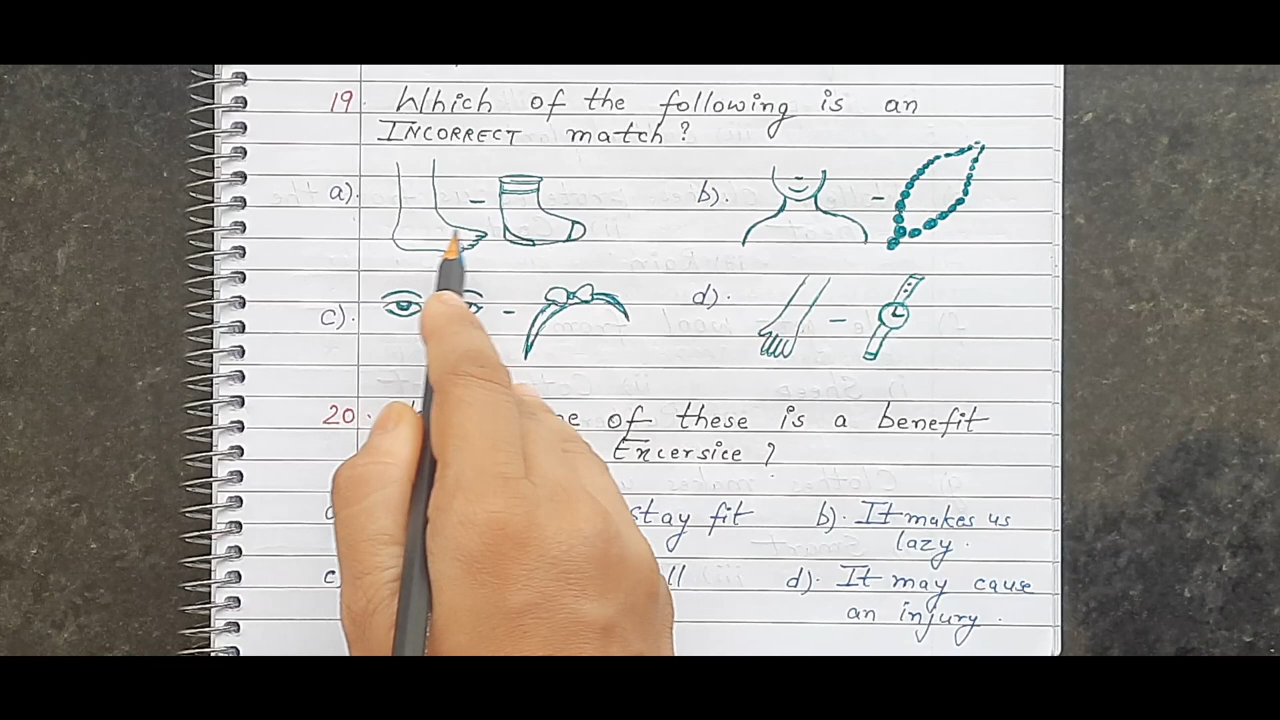 19. Which of the following is an
INCORRECT match?
a). -
b). -
c). -
d). -
20. of these is a benefit
Excersice ?
stay fit b). It makes us
lazy.
d). It may cause
an injury.